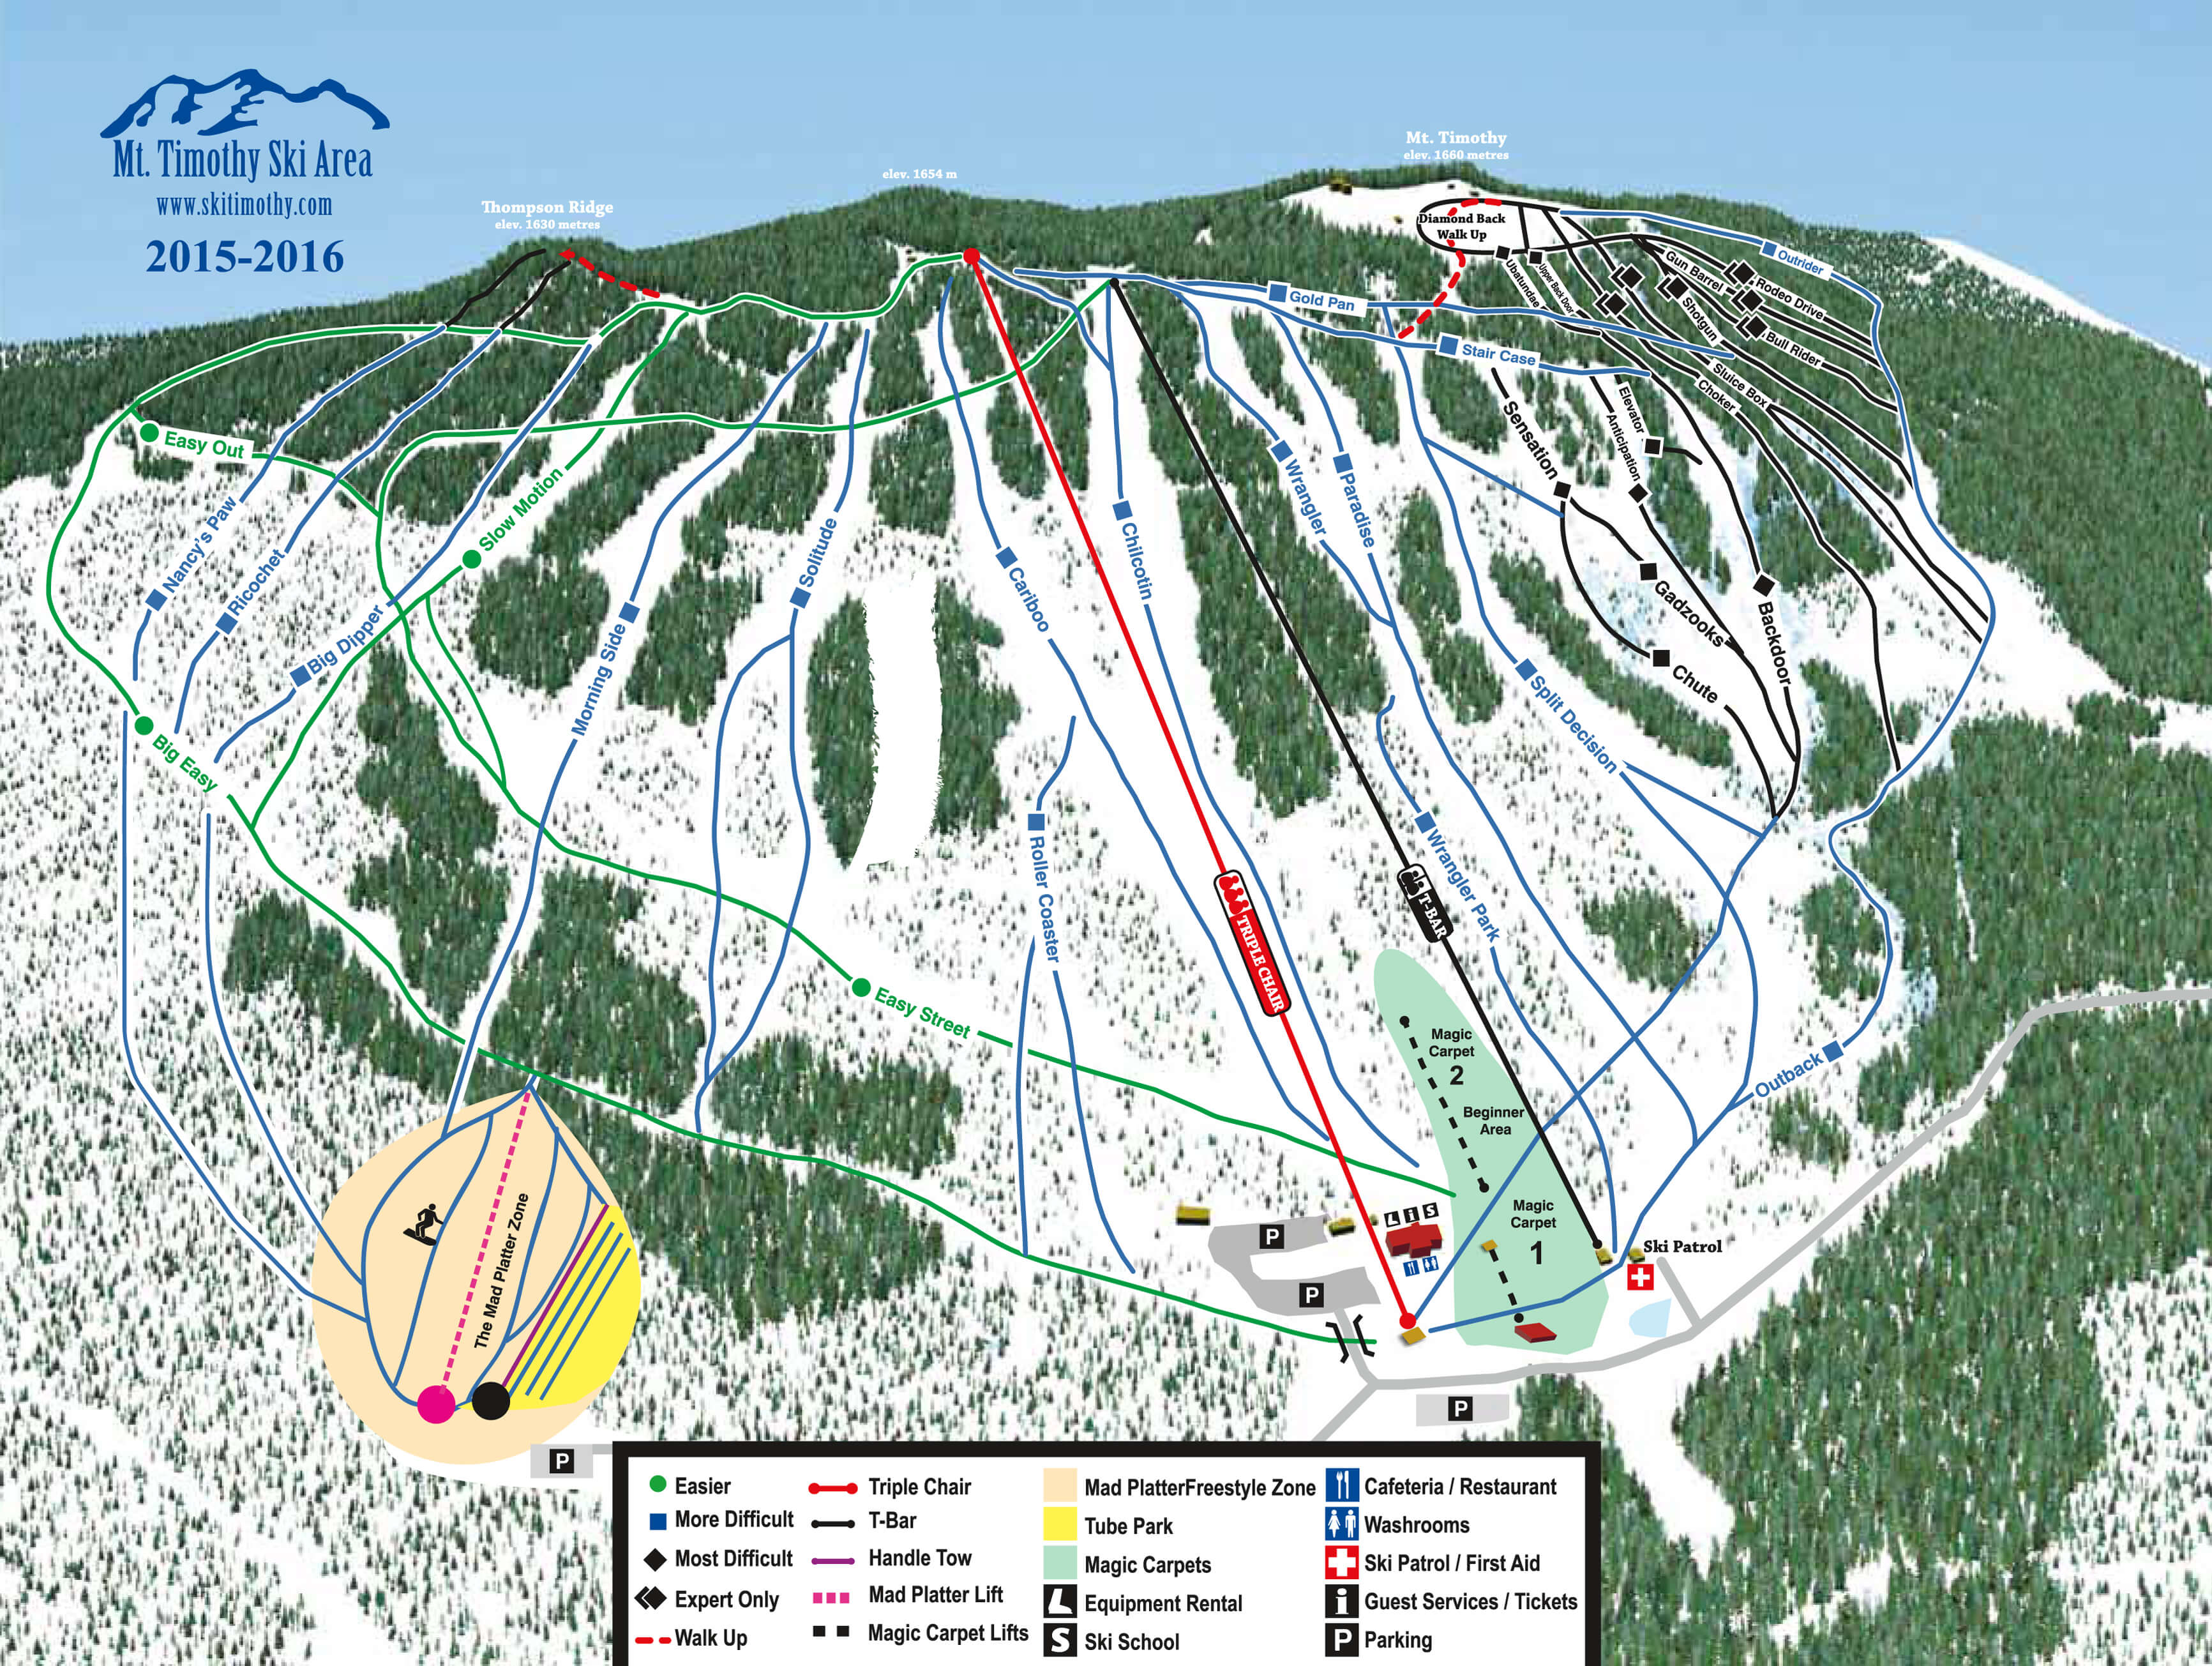 Mt. Timothy Ski Area
www.skitimothy.com
2015-2016
Thompson Ridge
elev. 1630 metres
elev. 1654 m
Mt. Timothy
elev. 1660 metres
Diamond Back
Walk Up
Outrider
Ubatundae
Upper Back Door
Gun Barrel
Rodeo Drive
Shotgun
Bull Rider
Gold Pan
Stair Case
Sluice Box
Choker
Elevator
Anticipation
Sensation
Easy Out
Slow Motion
Nancy's Paw
Ricochet
Big Dipper
Morning Side
Solitude
Cariboo
Chilcotin
Wrangler
Paradise
Gadzooks
Chute
Backdoor
Split Decision
Big Easy
Roller Coaster
TRIPLE CHAIR
T-BAR
Wrangler Park
Easy Street
Outback
Magic
Carpet
2
Beginner
Area
Magic
Carpet
1
The Mad Platter Zone
L i S
P
P
Ski Patrol
P
P
Easier
More Difficult
Most Difficult
Expert Only
Walk Up
Triple Chair
T-Bar
Handle Tow
Mad Platter Lift
Magic Carpet Lifts
Mad PlatterFreestyle Zone
Tube Park
Magic Carpets
Equipment Rental
S Ski School
Cafeteria / Restaurant
Washrooms
Ski Patrol / First Aid
i Guest Services / Tickets
P Parking